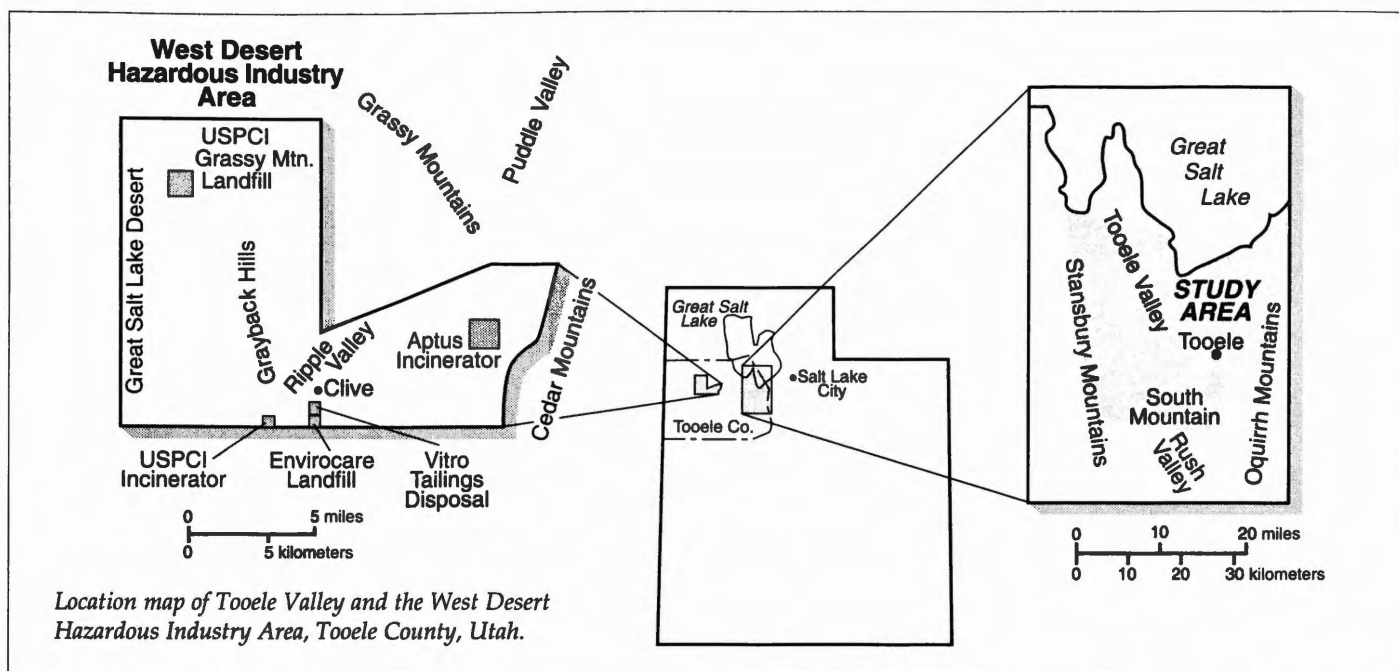 West Desert
Hazardous Industry
Area
USPCI
Grassy Mtn.
Landfill
Great Salt Lake Desert
Grayback Hills
Grassy Mountains
Puddle Valley
Ripple
Valley
Clive
Aptus
Incinerator
Cedar Mountains
USPCI
Incinerator
Envirocare
Landfill
Vitro
Tailings
Disposal
0 5 miles
0 5 kilometers
Location map of Tooele Valley and the West Desert
Hazardous Industry Area, Tooele County, Utah.
Great Salt
Lake
Salt Lake
City
Tooele Co.
Great
Salt
Lake
Tooele Valley
Stansbury Mountains
STUDY
AREA
Tooele
South
Mountain
Rush
Valley
Oquirrh Mountains
0 10 20 miles
0 10 20 30 kilometers